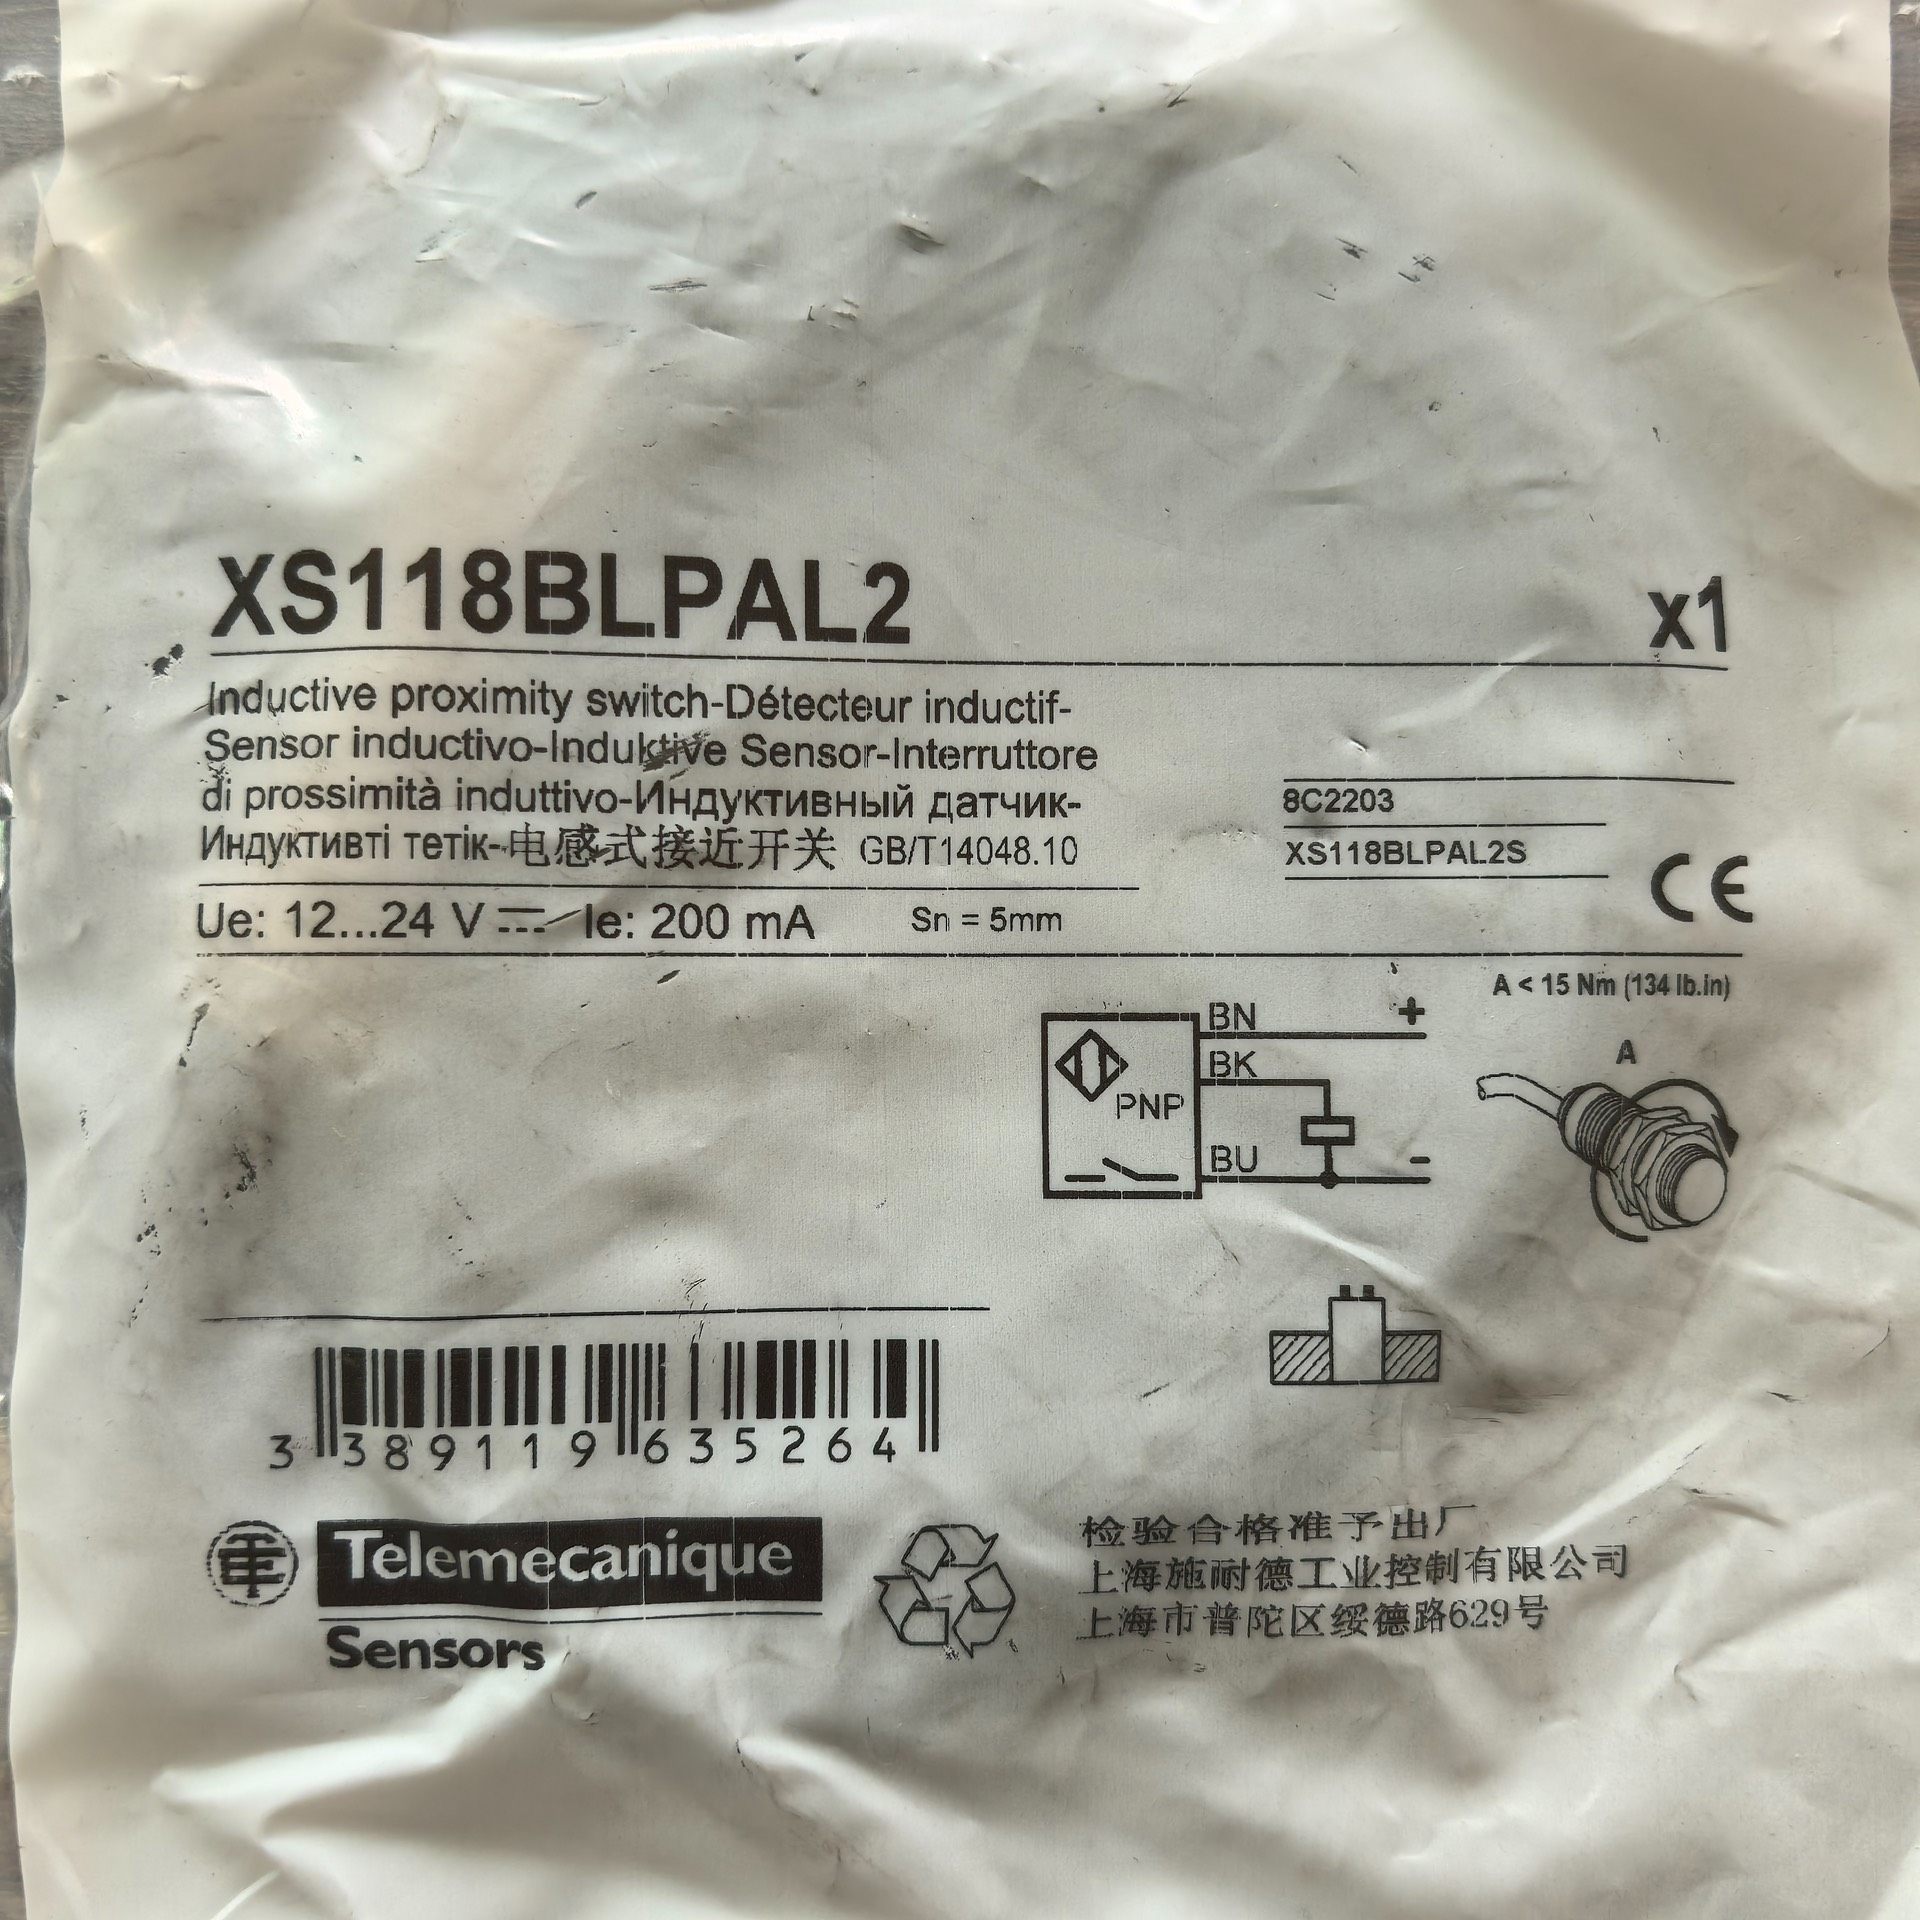 XS118BLPAL2
x1
Inductive proximity switch-Détecteur inductif-
Sensor inductivo-Induktive Sensor-Interruttore
di prossimità induttivo-Индуктивный датчик-
Индуктивті тетік-电感式接近开关 GB/T14048.10
8C2203
XS118BLPAL2S
CE
Ue: 12...24 V Ie: 200 mA Sn = 5mm
A < 15 Nm (134 lb.in)
BN +
BK
PNP
BU -
A
3 389119 635264
Telemecanique
Sensors
检验合格准予出厂
上海施耐德工业控制有限公司
上海市普陀区绥德路629号